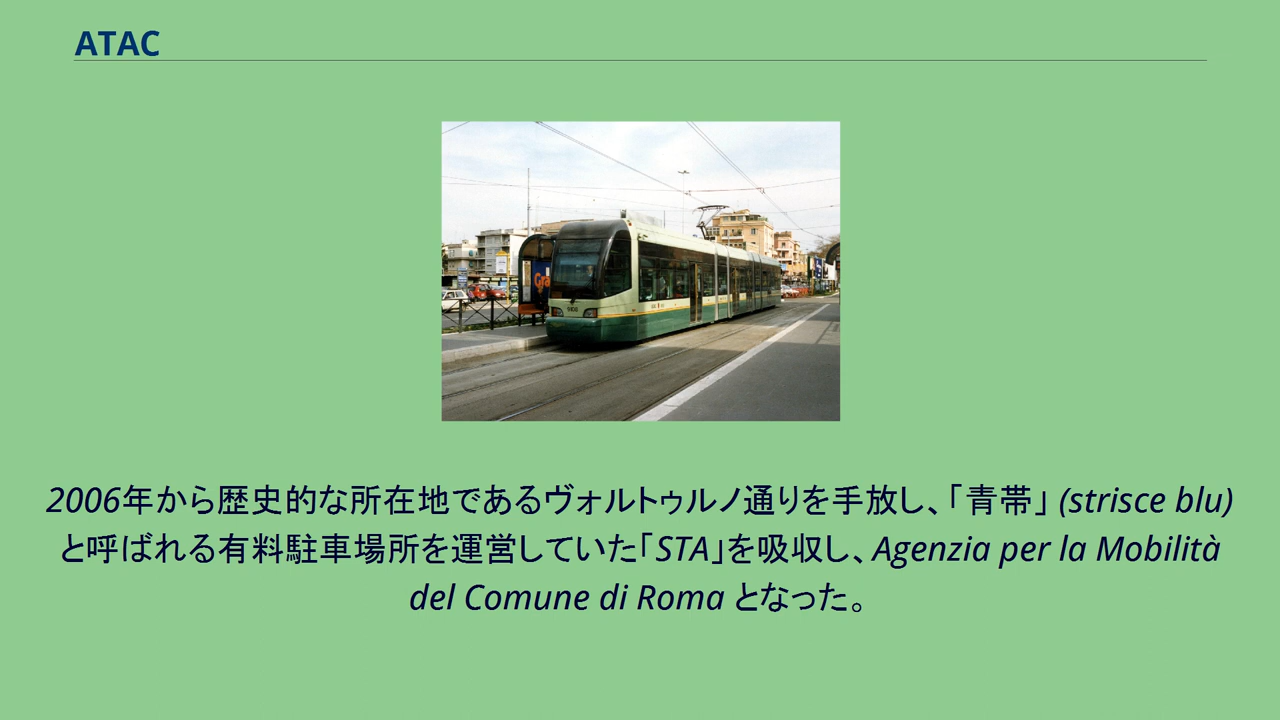 ATAC
2006年から歴史的な所在地であるヴォルトゥルノ通りを手放し、「青帯」 (strisce blu)
と呼ばれる有料駐車場所を運営していた「STA」を吸収し、Agenzia per la Mobilità
del Comune di Roma となった。